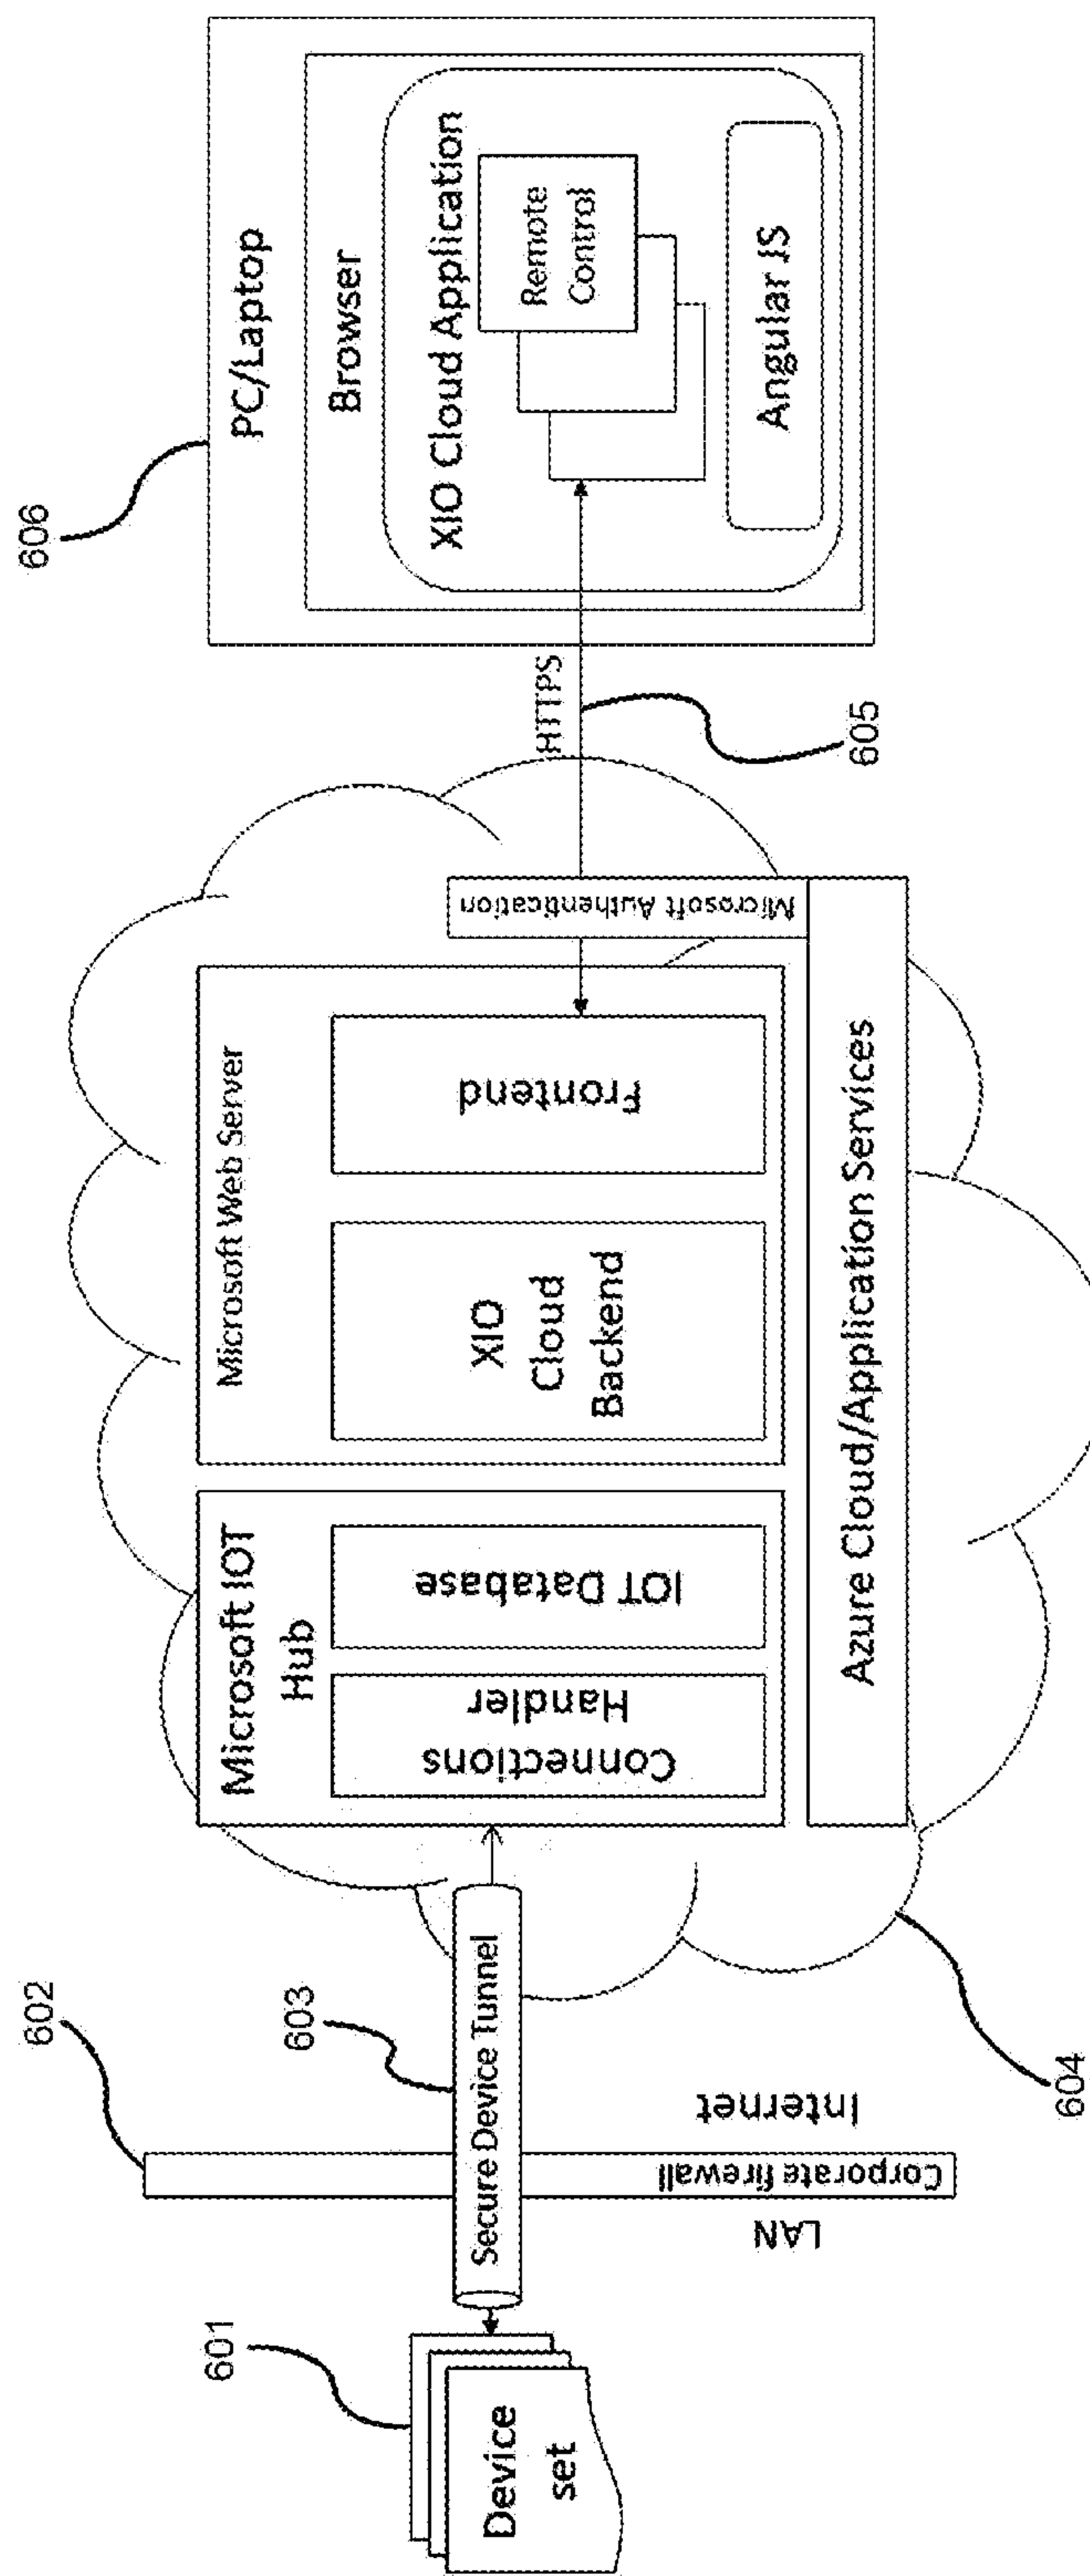 601
Device
set
LAN
602
Corporate firewall
Internet
603
Secure Device Tunnel
604
Microsoft IOT
Hub
Connections
Handler
IOT Database
Microsoft Web Server
XIO
Cloud
Backend
Frontend
Microsoft Authentication
Azure Cloud/Application Services
HTTPS
605
606
PC/Laptop
Browser
XIO Cloud Application
Remote
Control
Angular JS